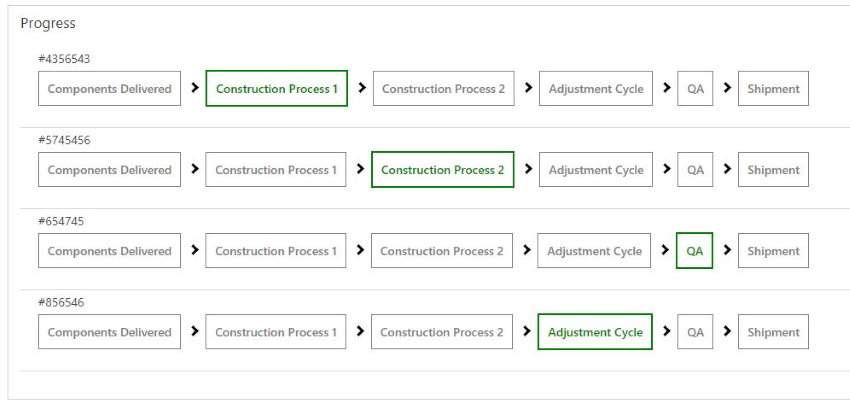 Progress
#4356543
Components Delivered Construction Process 1 Construction Process 2 Adjustment Cycle QA Shipment
#5745456
Components Delivered Construction Process 1 Construction Process 2 Adjustment Cycle QA Shipment
#654745
Components Delivered Construction Process 1 Construction Process 2 Adjustment Cycle QA Shipment
#856546
Components Delivered Construction Process 1 Construction Process 2 Adjustment Cycle QA Shipment